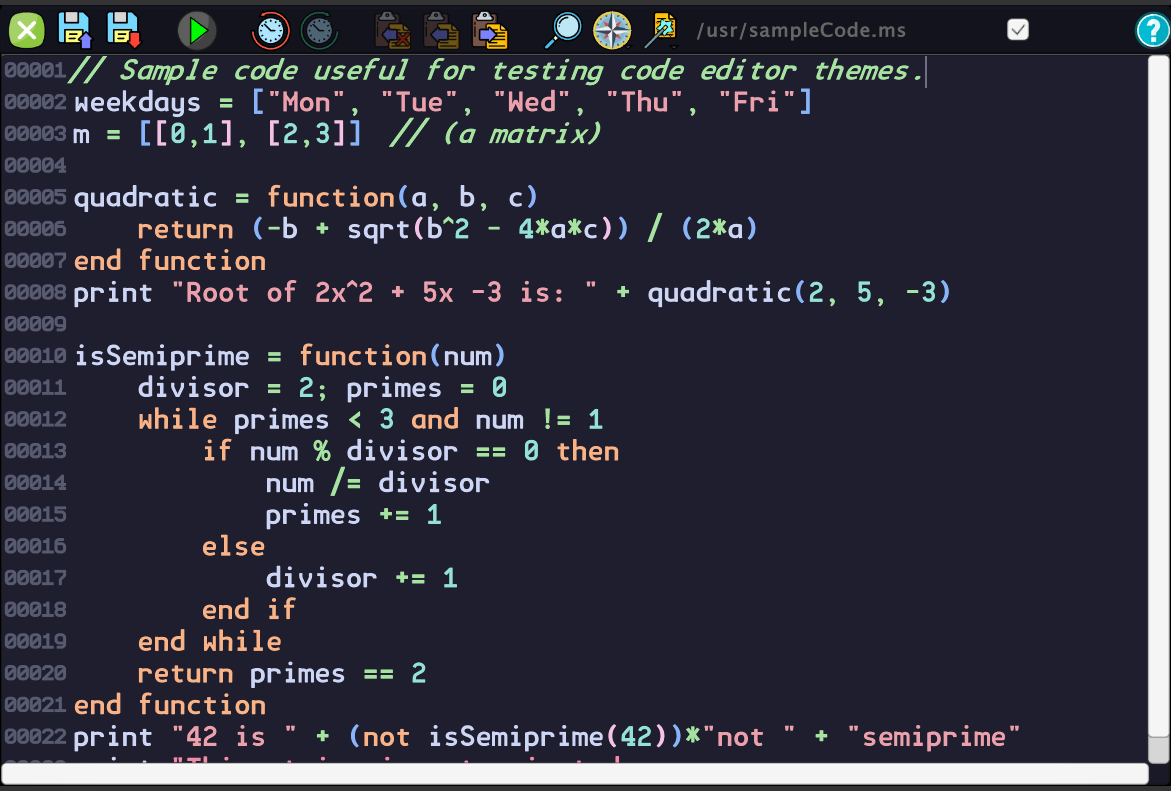 /usr/sampleCode.ms
00001// Sample code useful for testing code editor themes.
00002 weekdays = ["Mon", "Tue", "Wed", "Thu", "Fri"]
00003 m = [[0,1], [2,3]]  // (a matrix)
00004
00005 quadratic = function(a, b, c)
00006     return (-b + sqrt(b^2 - 4*a*c)) / (2*a)
00007 end function
00008 print "Root of 2x^2 + 5x -3 is: " + quadratic(2, 5, -3)
00009
00010 isSemiprime = function(num)
00011     divisor = 2; primes = 0
00012     while primes < 3 and num != 1
00013         if num % divisor == 0 then
00014             num /= divisor
00015             primes += 1
00016         else
00017             divisor += 1
00018         end if
00019     end while
00020     return primes == 2
00021 end function
00022 print "42 is " + (not isSemiprime(42))*"not " + "semiprime"